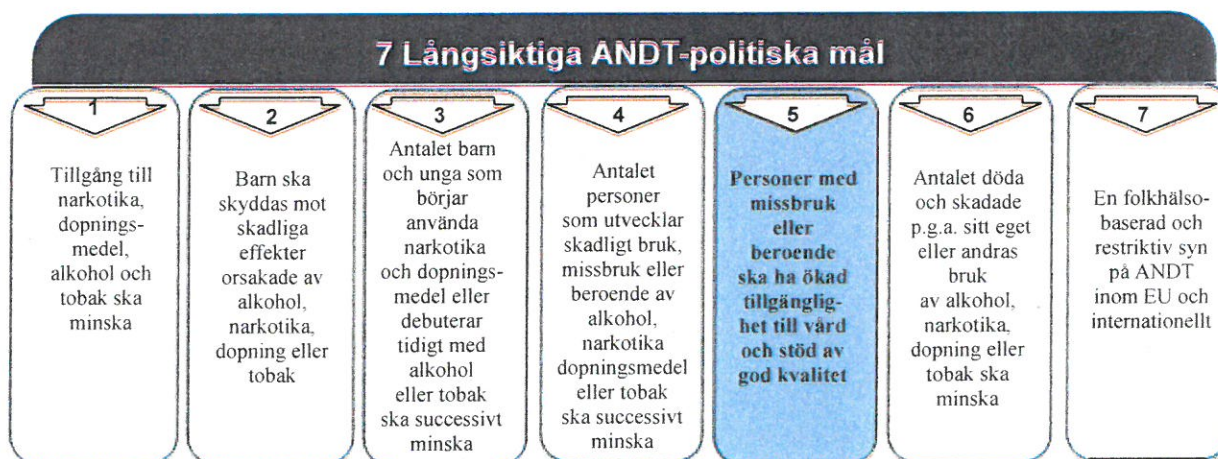 7 Långsiktiga ANDT-politiska mål
1
Tillgång till
narkotika,
dopnings-
medel,
alkohol och
tobak ska
minska
2
Barn ska
skyddas mot
skadliga
effekter
orsakade av
alkohol,
narkotika,
dopning eller
tobak
3
Antalet barn
och unga som
börjar
använda
narkotika
och dopnings-
medel eller
debuterar
tidigt med
alkohol
eller tobak
ska successivt
minska
4
Antalet
personer
som utvecklar
skadligt bruk,
missbruk eller
beroende av
alkohol,
narkotika
dopningsmedel
eller tobak
ska successivt
minska
5
Personer med
missbruk
eller
beroende
ska ha ökad
tillgänglig-
het till vård
och stöd av
god kvalitet
6
Antalet döda
och skadade
p.g.a. sitt eget
eller andras
bruk
av alkohol,
narkotika,
dopning eller
tobak ska
minska
7
En folkhälso-
baserad och
restriktiv syn
på ANDT
inom EU och
internationellt